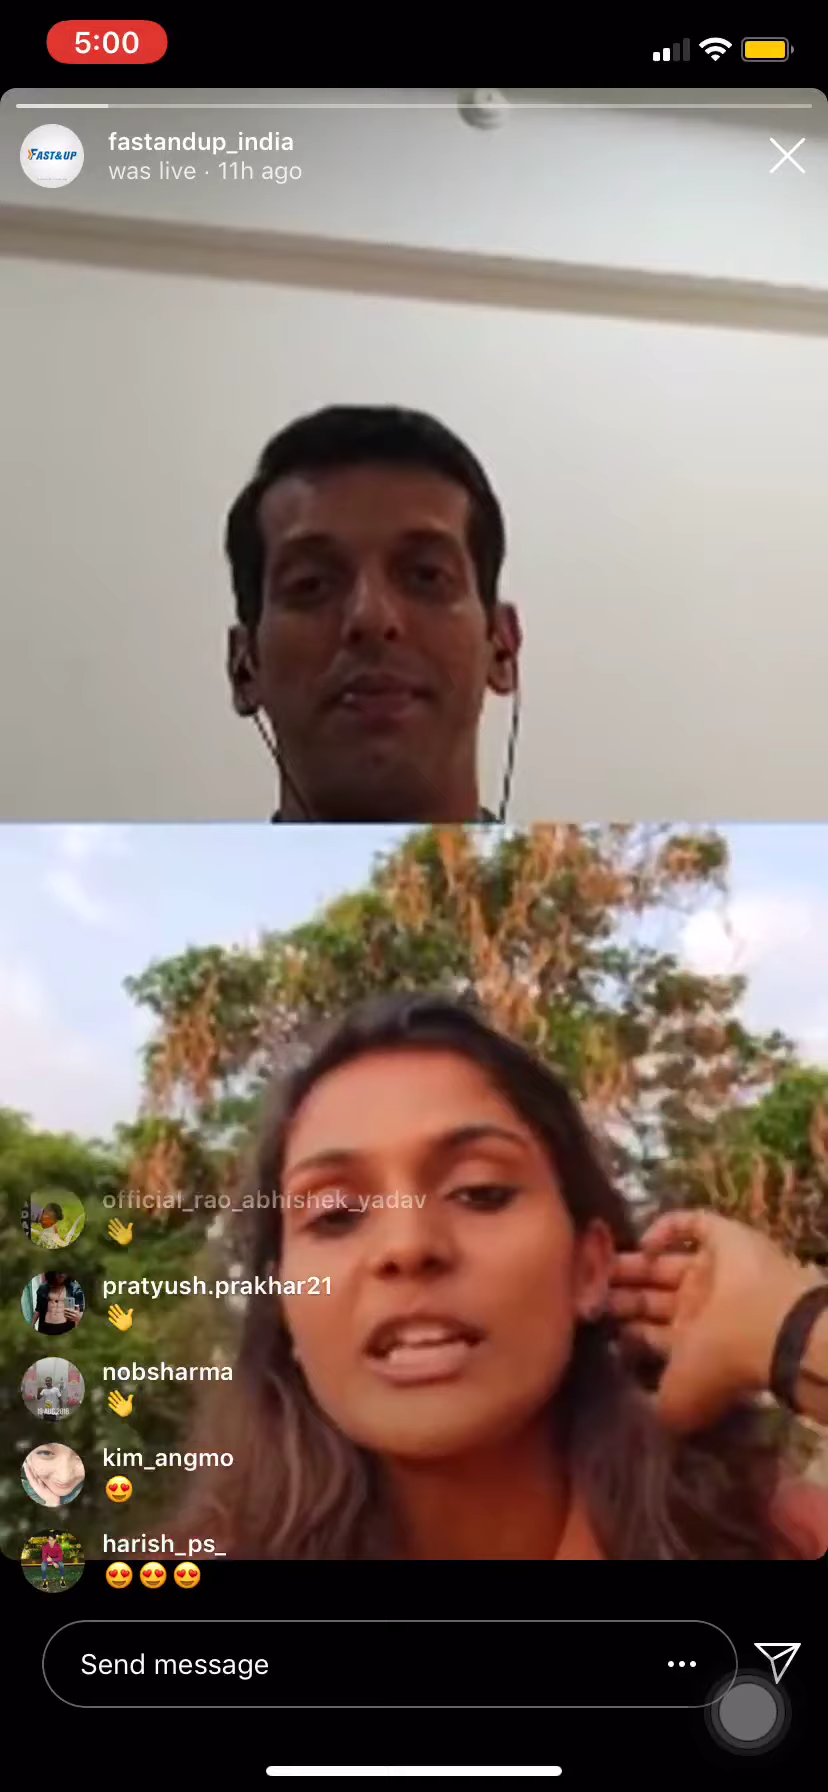 5:00
FAST&UP
fastandup_india
was live · 11h ago
official_rao_abhishek_yadav
👋
pratyush.prakhar21
👋
nobsharma
👋
kim_angmo
😍
harish_ps_
😍😍😍
Send message